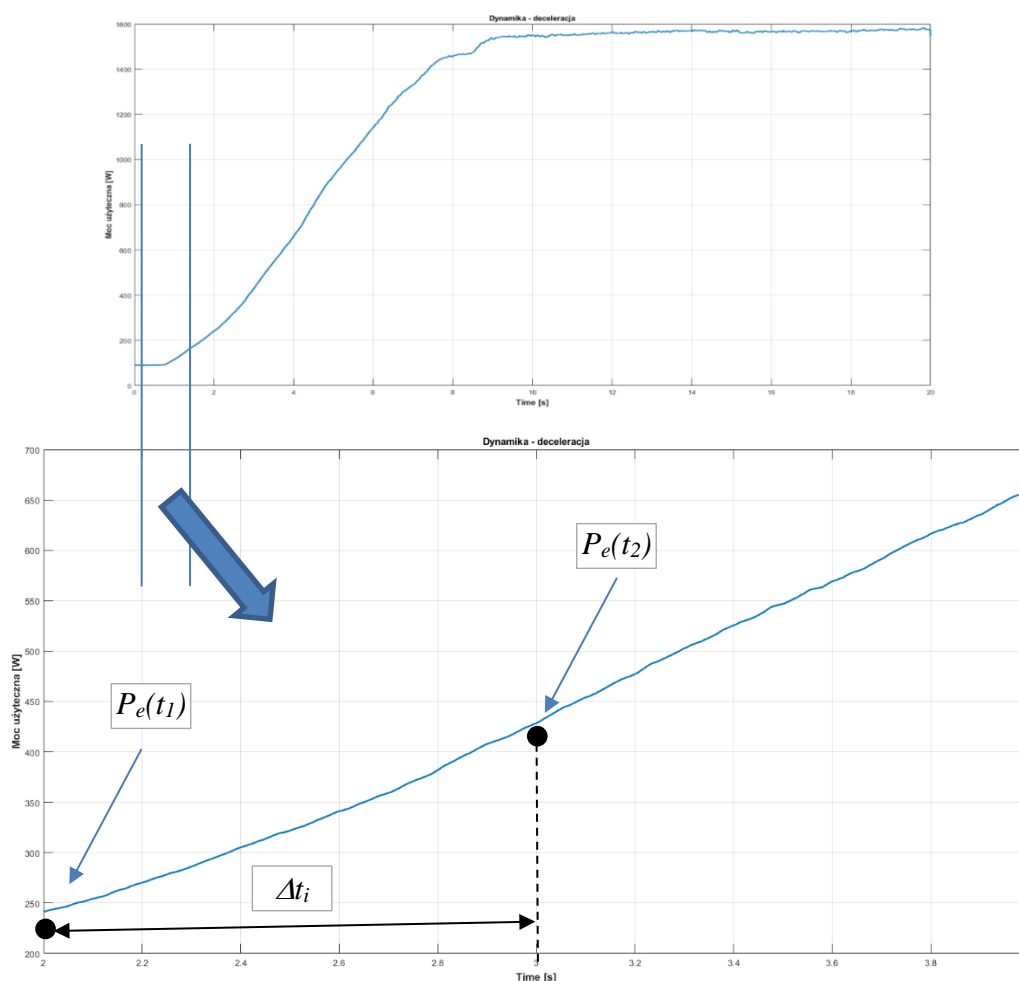 Dynamika - deceleracja
1600
1400
1200
1000
800
600
400
200
0
Moc użyteczna [W]
0 2 4 6 8 10 12 14 16 18 20
Time [s]
Dynamika - deceleracja
700
650
600
550
500
450
400
350
300
250
200
Moc użyteczna [W]
Pe(t2)
Pe(t1)
Δti
2 2.2 2.4 2.6 2.8 3 3.2 3.4 3.6 3.8
Time [s]